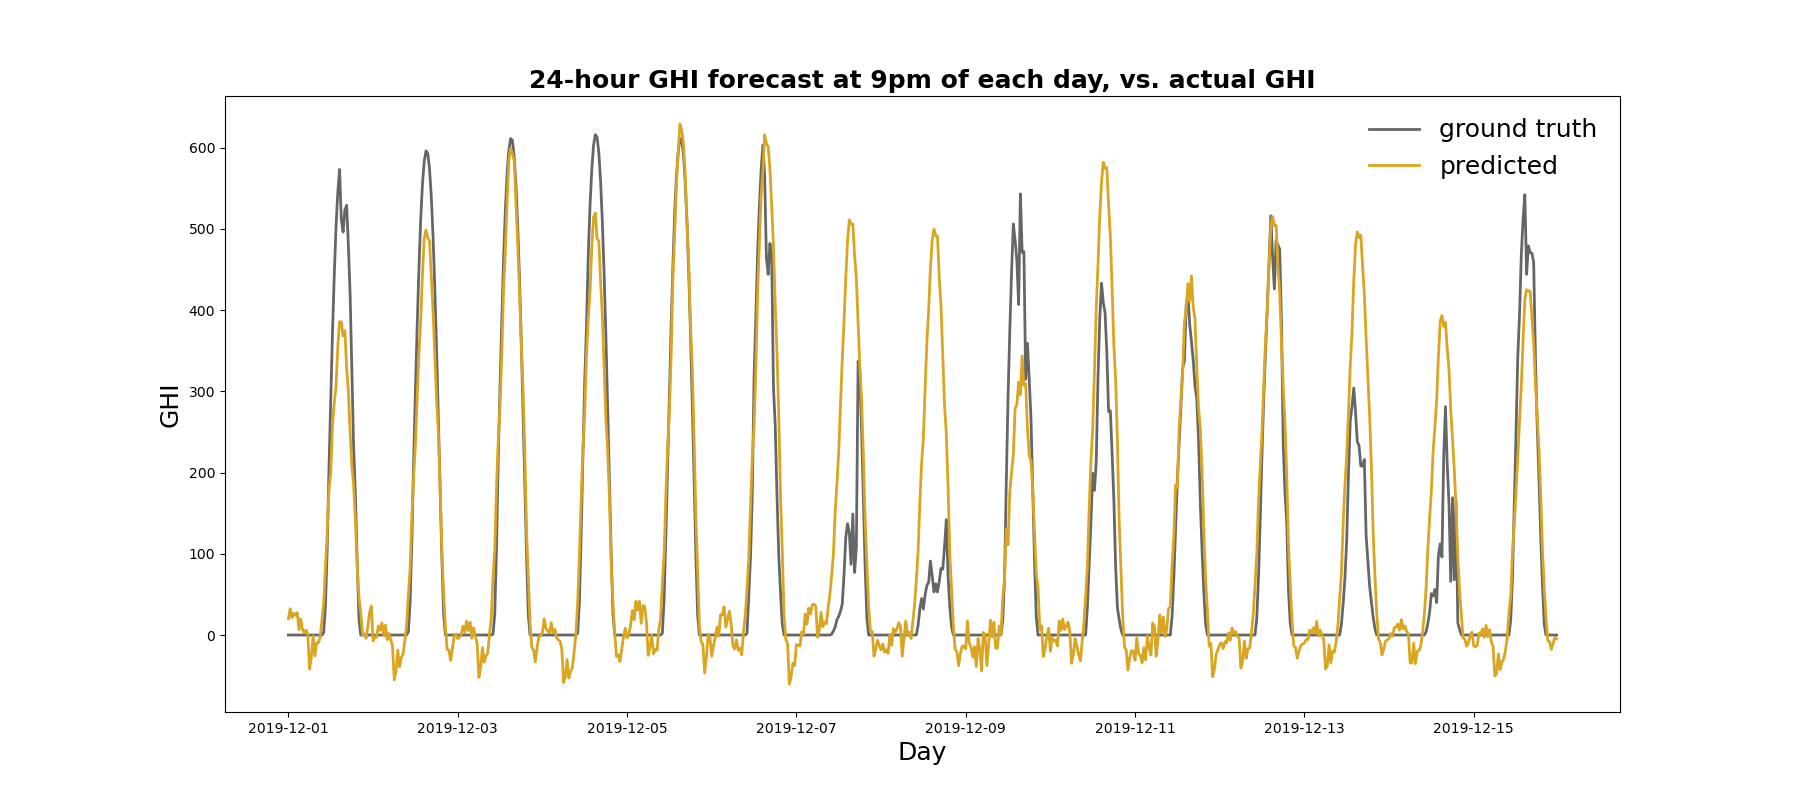 24-hour GHI forecast at 9pm of each day, vs. actual GHI
ground truth
predicted
GHI
600
500
400
300
200
100
0
2019-12-01 2019-12-03 2019-12-05 2019-12-07 2019-12-09 2019-12-11 2019-12-13 2019-12-15
Day